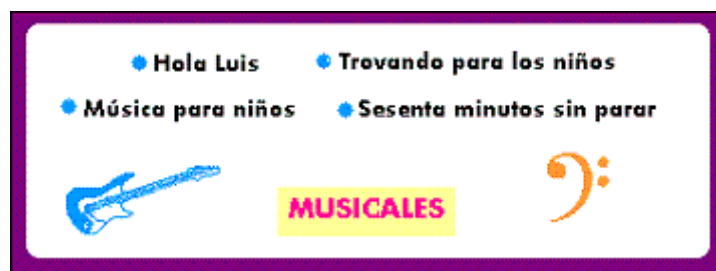 Hola Luis
Trovando para los niños
Música para niños
Sesenta minutos sin parar
MUSICALES